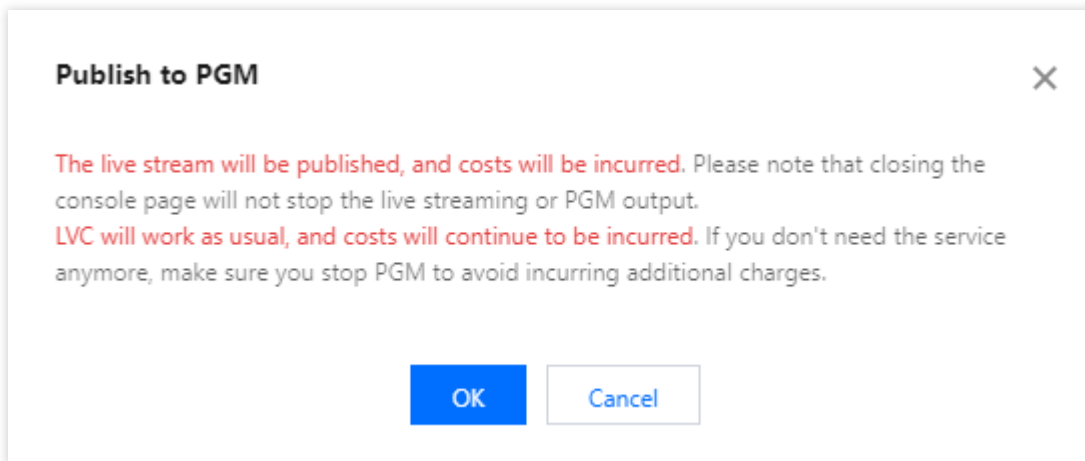 Publish to PGM
The live stream will be published, and costs will be incurred. Please note that closing the
console page will not stop the live streaming or PGM output.
LVC will work as usual, and costs will continue to be incurred. If you don't need the service
anymore, make sure you stop PGM to avoid incurring additional charges.
OK Cancel